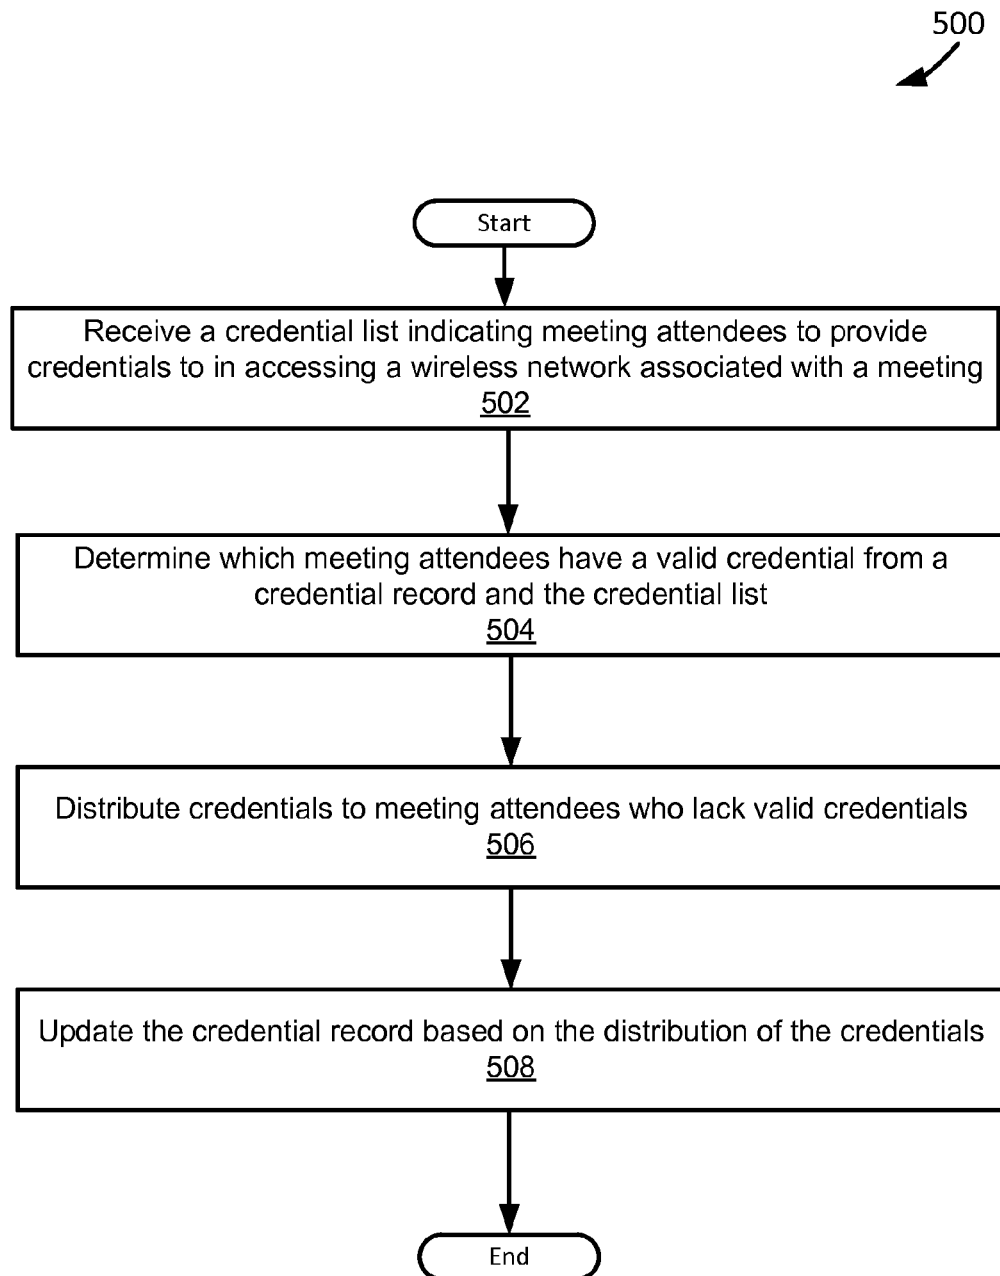 500
Start
Receive a credential list indicating meeting attendees to provide
credentials to in accessing a wireless network associated with a meeting
502
Determine which meeting attendees have a valid credential from a
credential record and the credential list
504
Distribute credentials to meeting attendees who lack valid credentials
506
Update the credential record based on the distribution of the credentials
508
End